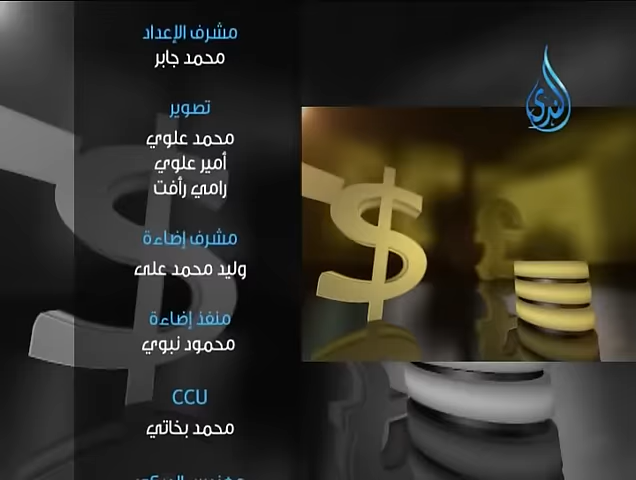 مشرف الإعداد
محمد جابر
تصوير
محمد علوي
أمير علوي
رامي رأفت
مشرف إضاءة
وليد محمد على
منفذ إضاءة
محمود نبوي
CCU
محمد بخاتي
الندى